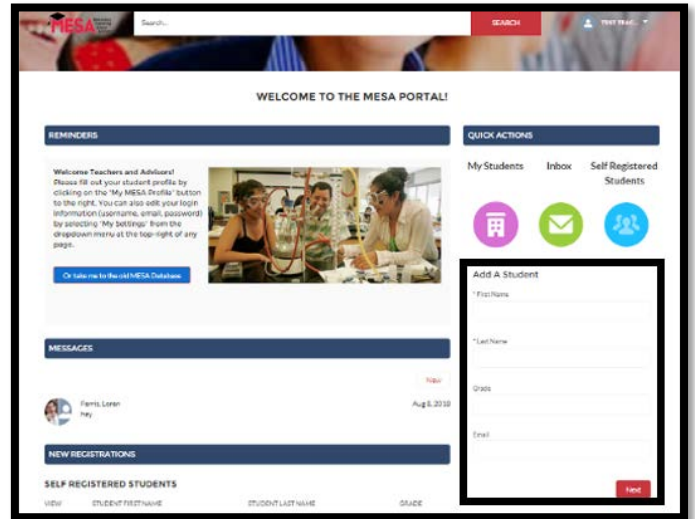 MESA
Search...
SEARCH
WELCOME TO THE MESA PORTAL!
REMINDERS
Welcome Teachers and Advisors!
Please fill out your student profile by
clicking on the "My MESA Profile" button
to the right. You can also edit your login
information (username, email, password)
by selecting "My Settings" from the
dropdown menu at the top-right of any
page.
Or take me to the old MESA Database
MESSAGES
New
Ferris, Loren
Aug 8, 2018
hey
NEW REGISTRATIONS
SELF REGISTERED STUDENTS
VIEW STUDENT FIRST NAME STUDENT LAST NAME GRADE
QUICK ACTIONS
My Students Inbox Self Registered
Students
Add A Student
* First Name
* Last Name
Grade
Email
Next